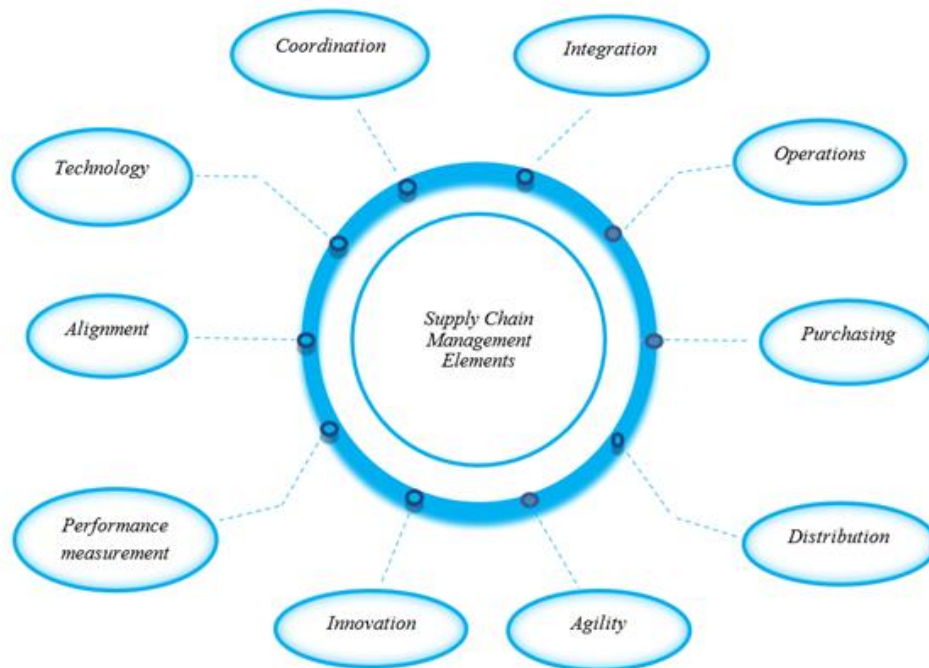 Coordination
Integration
Technology
Operations
Alignment
Supply Chain
Management
Elements
Purchasing
Performance
measurement
Distribution
Innovation
Agility